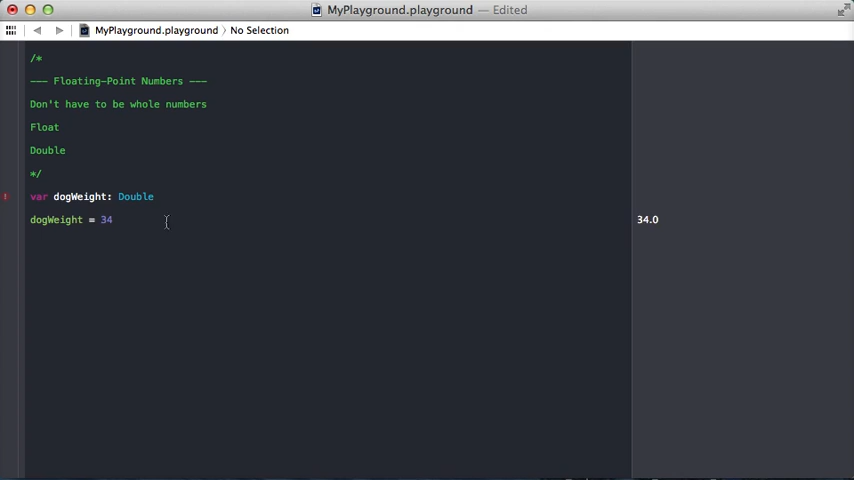 MyPlayground.playground — Edited
MyPlayground.playground 〉 No Selection
/*
--- Floating-Point Numbers ---
Don't have to be whole numbers
Float
Double
*/
var dogWeight: Double
dogWeight = 34
34.0